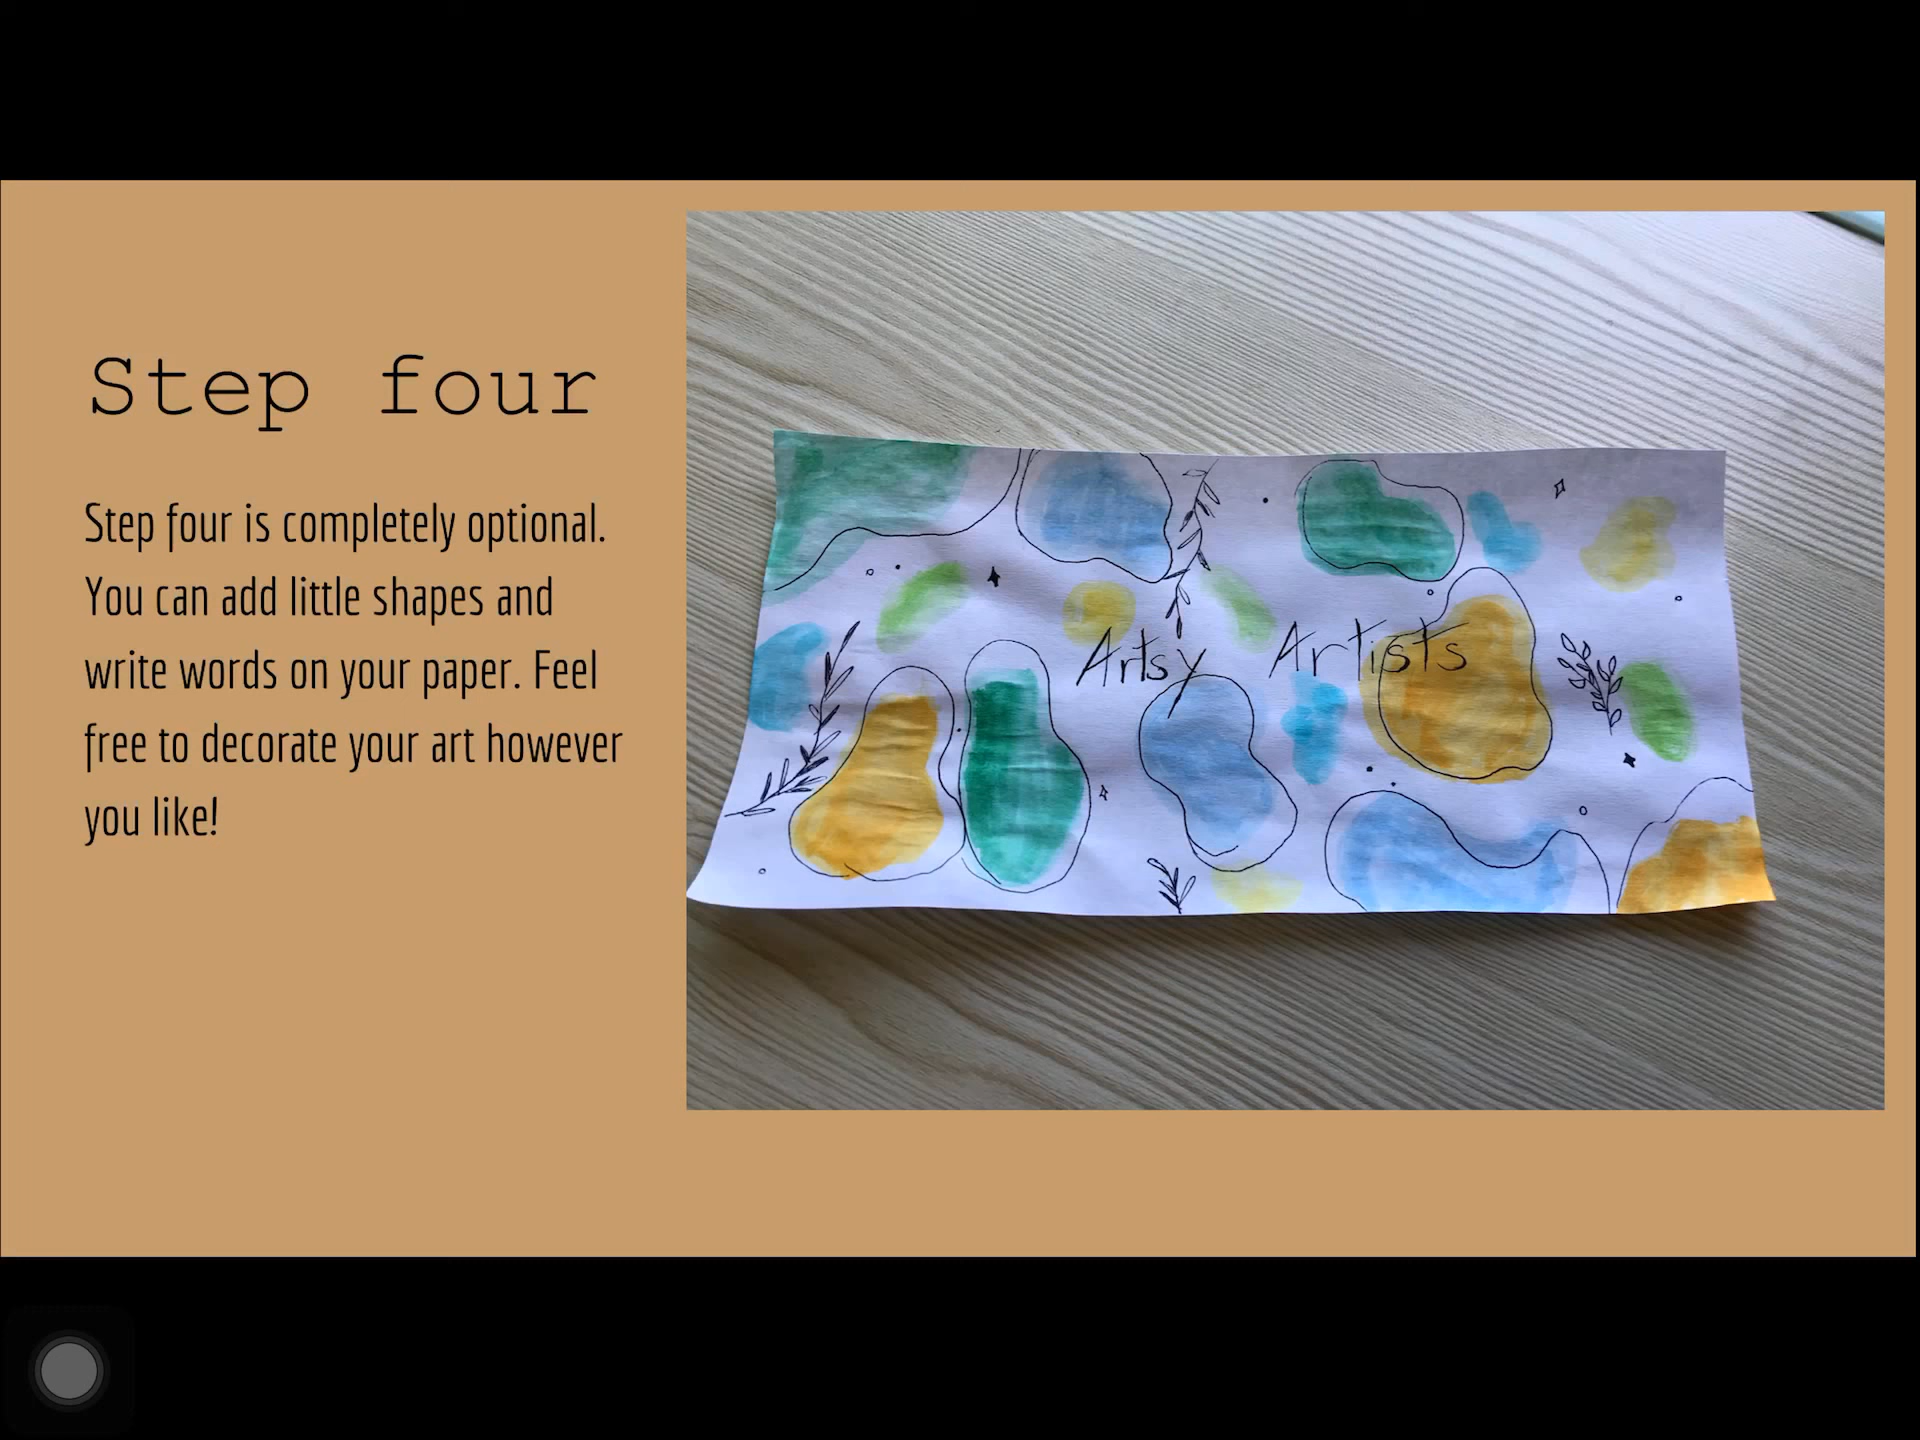 Step four
Step four is completely optional.
You can add little shapes and
write words on your paper. Feel
free to decorate your art however
you like!
Artsy Artists